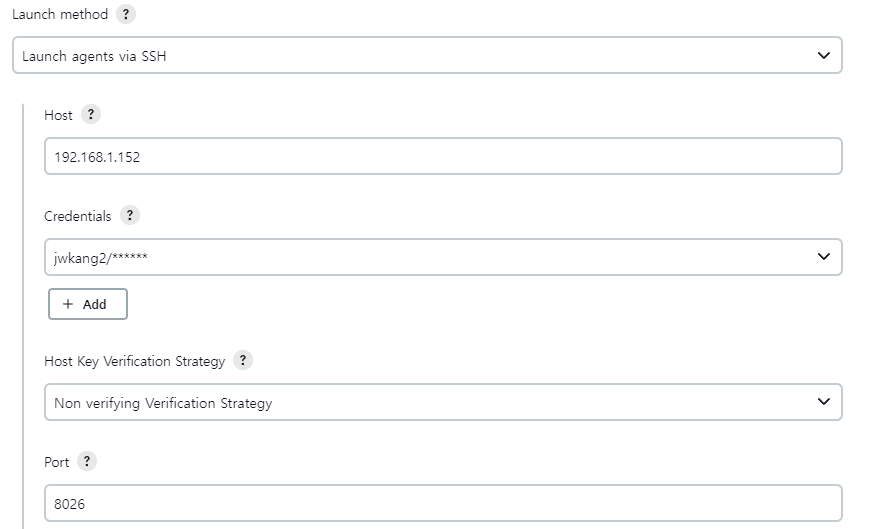 Launch method ?
Launch agents via SSH
Host ?
192.168.1.152
Credentials ?
jwkang2/******
+ Add
Host Key Verification Strategy ?
Non verifying Verification Strategy
Port ?
8026